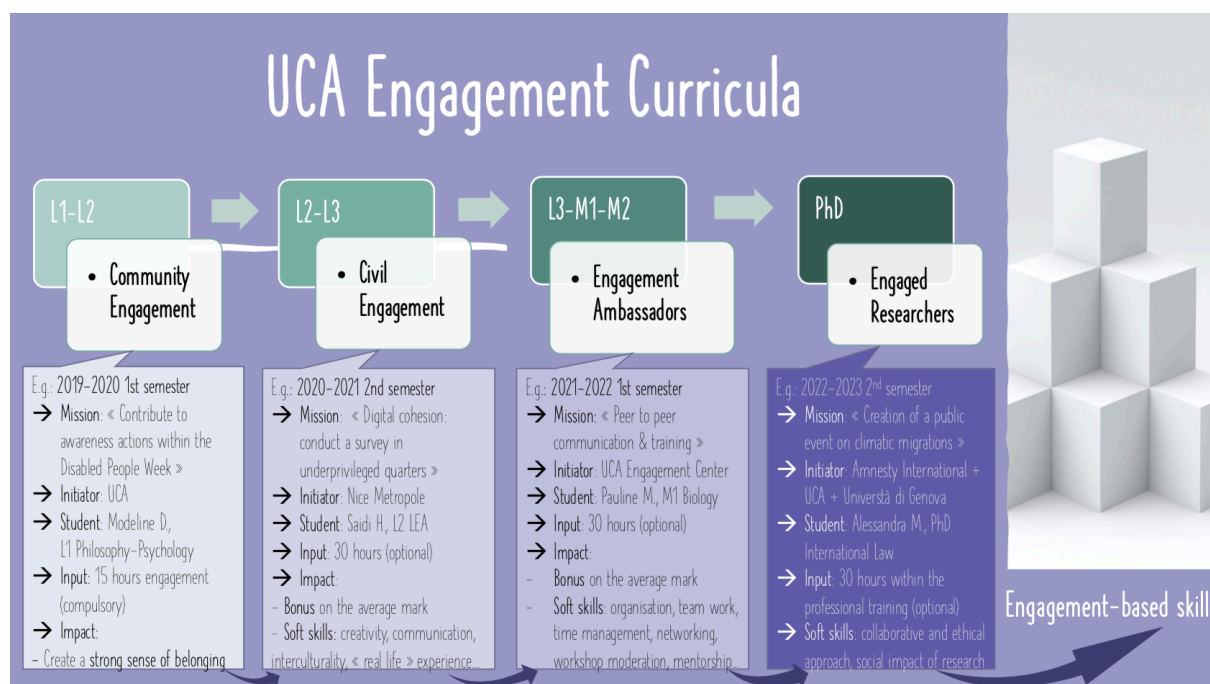 UCA Engagement Curricula
L1-L2
• Community
Engagement
L2-L3
• Civil
Engagement
L3-M1-M2
• Engagement
Ambassadors
PhD
• Engaged
Researchers
E.g.: 2019-2020 1st semester
→ Mission: « Contribute to
awareness actions within the
Disabled People Week »
→ Initiator: UCA
→ Student: Modeline D.,
L1 Philosophy-Psychology
→ Input: 15 hours engagement
(compulsory)
→ Impact:
- Create a strong sense of belonging
E.g.: 2020-2021 2nd semester
→ Mission: « Digital cohesion:
conduct a survey in
underprivileged quarters »
→ Initiator: Nice Metropole
→ Student: Saidi H., L2 LEA
→ Input: 30 hours (optional)
→ Impact:
- Bonus on the average mark
- Soft skills: creativity, communication,
interculturality, « real life » experience...
E.g.: 2021-2022 1st semester
→ Mission: « Peer to peer
communication & training »
→ Initiator: UCA Engagement Center
→ Student: Pauline M., M1 Biology
→ Input: 30 hours (optional)
→ Impact:
- Bonus on the average mark
- Soft skills: organisation, team work,
time management, networking,
workshop moderation, mentorship...
E.g.: 2022-2023 2nd semester
→ Mission: « Creation of a public
event on climatic migrations »
→ Initiator: Amnesty International +
UCA + Universtà di Genova
→ Student: Alessandra M., PhD
International Law
→ Input: 30 hours within the
professional training (optional)
→ Soft skills: collaborative and ethical
approach, social impact of research
Engagement-based skill